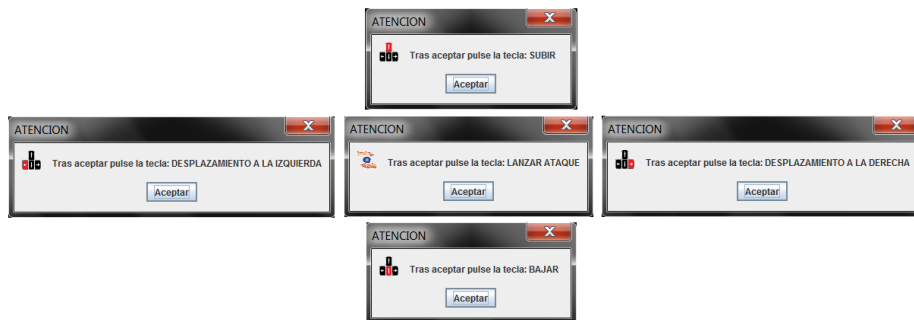 ATENCION
Tras aceptar pulse la tecla: SUBIR
Aceptar
ATENCION
Tras aceptar pulse la tecla: DESPLAZAMIENTO A LA IZQUIERDA
Aceptar
ATENCION
Tras aceptar pulse la tecla: LANZAR ATAQUE
Aceptar
ATENCION
Tras aceptar pulse la tecla: DESPLAZAMIENTO A LA DERECHA
Aceptar
ATENCION
Tras aceptar pulse la tecla: BAJAR
Aceptar